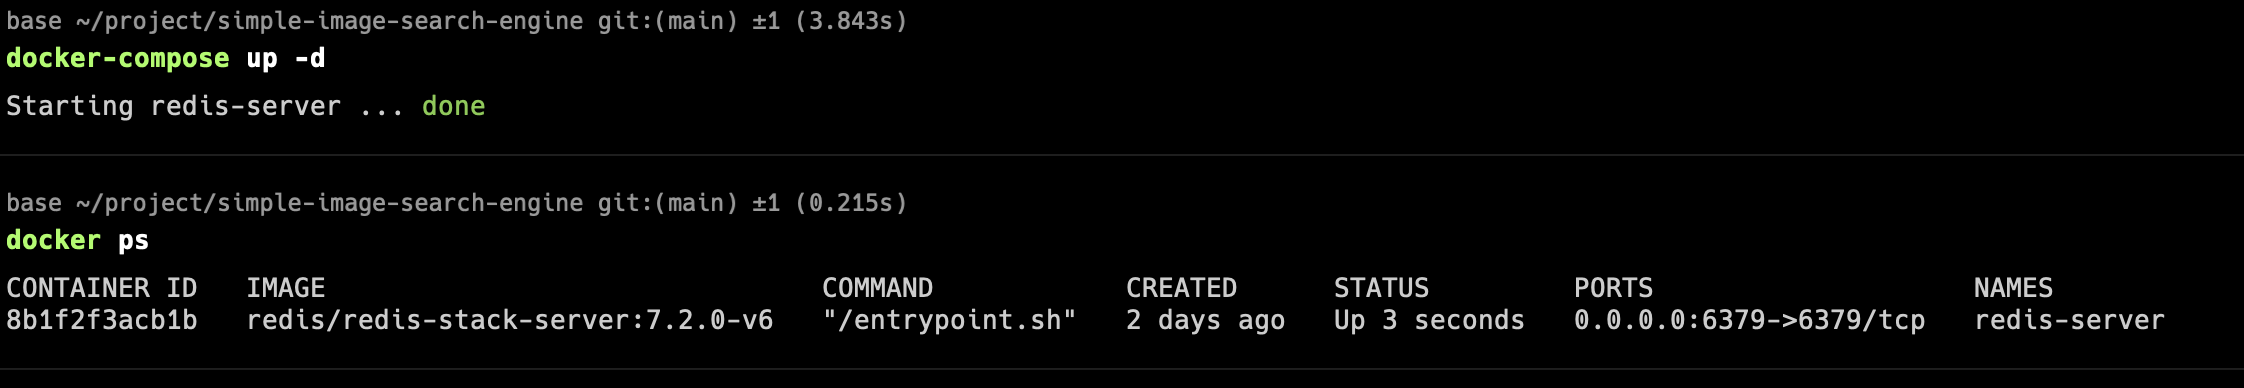 base ~/project/simple-image-search-engine git:(main) ±1 (3.843s)
docker-compose up -d
Starting redis-server ... done
base ~/project/simple-image-search-engine git:(main) ±1 (0.215s)
docker ps
CONTAINER ID   IMAGE                               COMMAND            CREATED      STATUS         PORTS                    NAMES
8b1f2f3acb1b   redis/redis-stack-server:7.2.0-v6   "/entrypoint.sh"   2 days ago   Up 3 seconds   0.0.0.0:6379->6379/tcp   redis-server